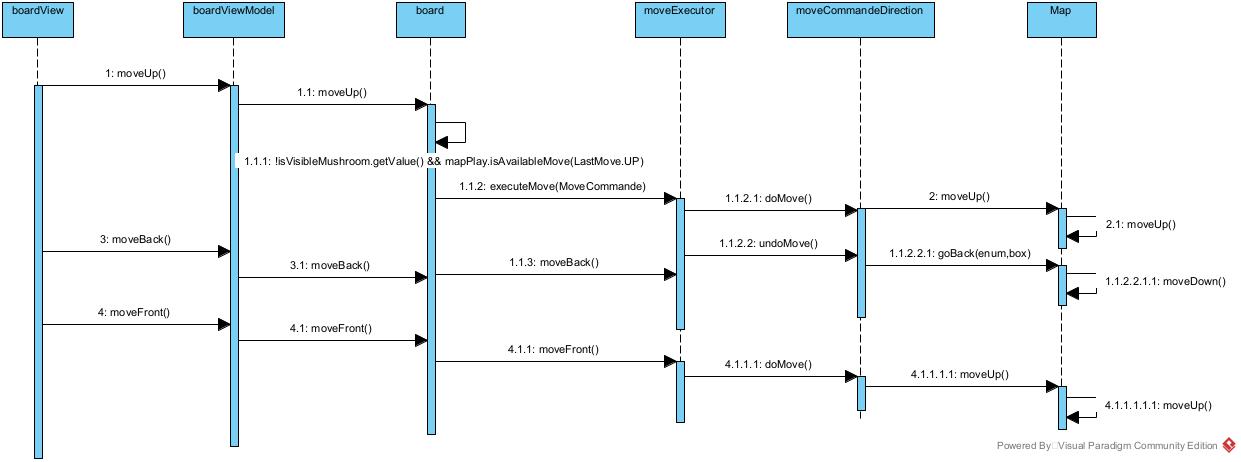 boardView
boardViewModel
board
moveExecutor
moveCommandeDirection
Map
1: moveUp()
1.1: moveUp()
1.1.1: !isVisibleMushroom.getValue() && mapPlay.isAvailableMove(LastMove.UP)
1.1.2: executeMove(MoveCommande)
1.1.2.1: doMove()
2: moveUp()
2.1: moveUp()
3: moveBack()
3.1: moveBack()
1.1.3: moveBack()
1.1.2.2: undoMove()
1.1.2.2.1: goBack(enum,box)
1.1.2.2.1.1: moveDown()
4: moveFront()
4.1: moveFront()
4.1.1: moveFront()
4.1.1.1: doMove()
4.1.1.1.1: moveUp()
4.1.1.1.1.1: moveUp()
Powered By Visual Paradigm Community Edition